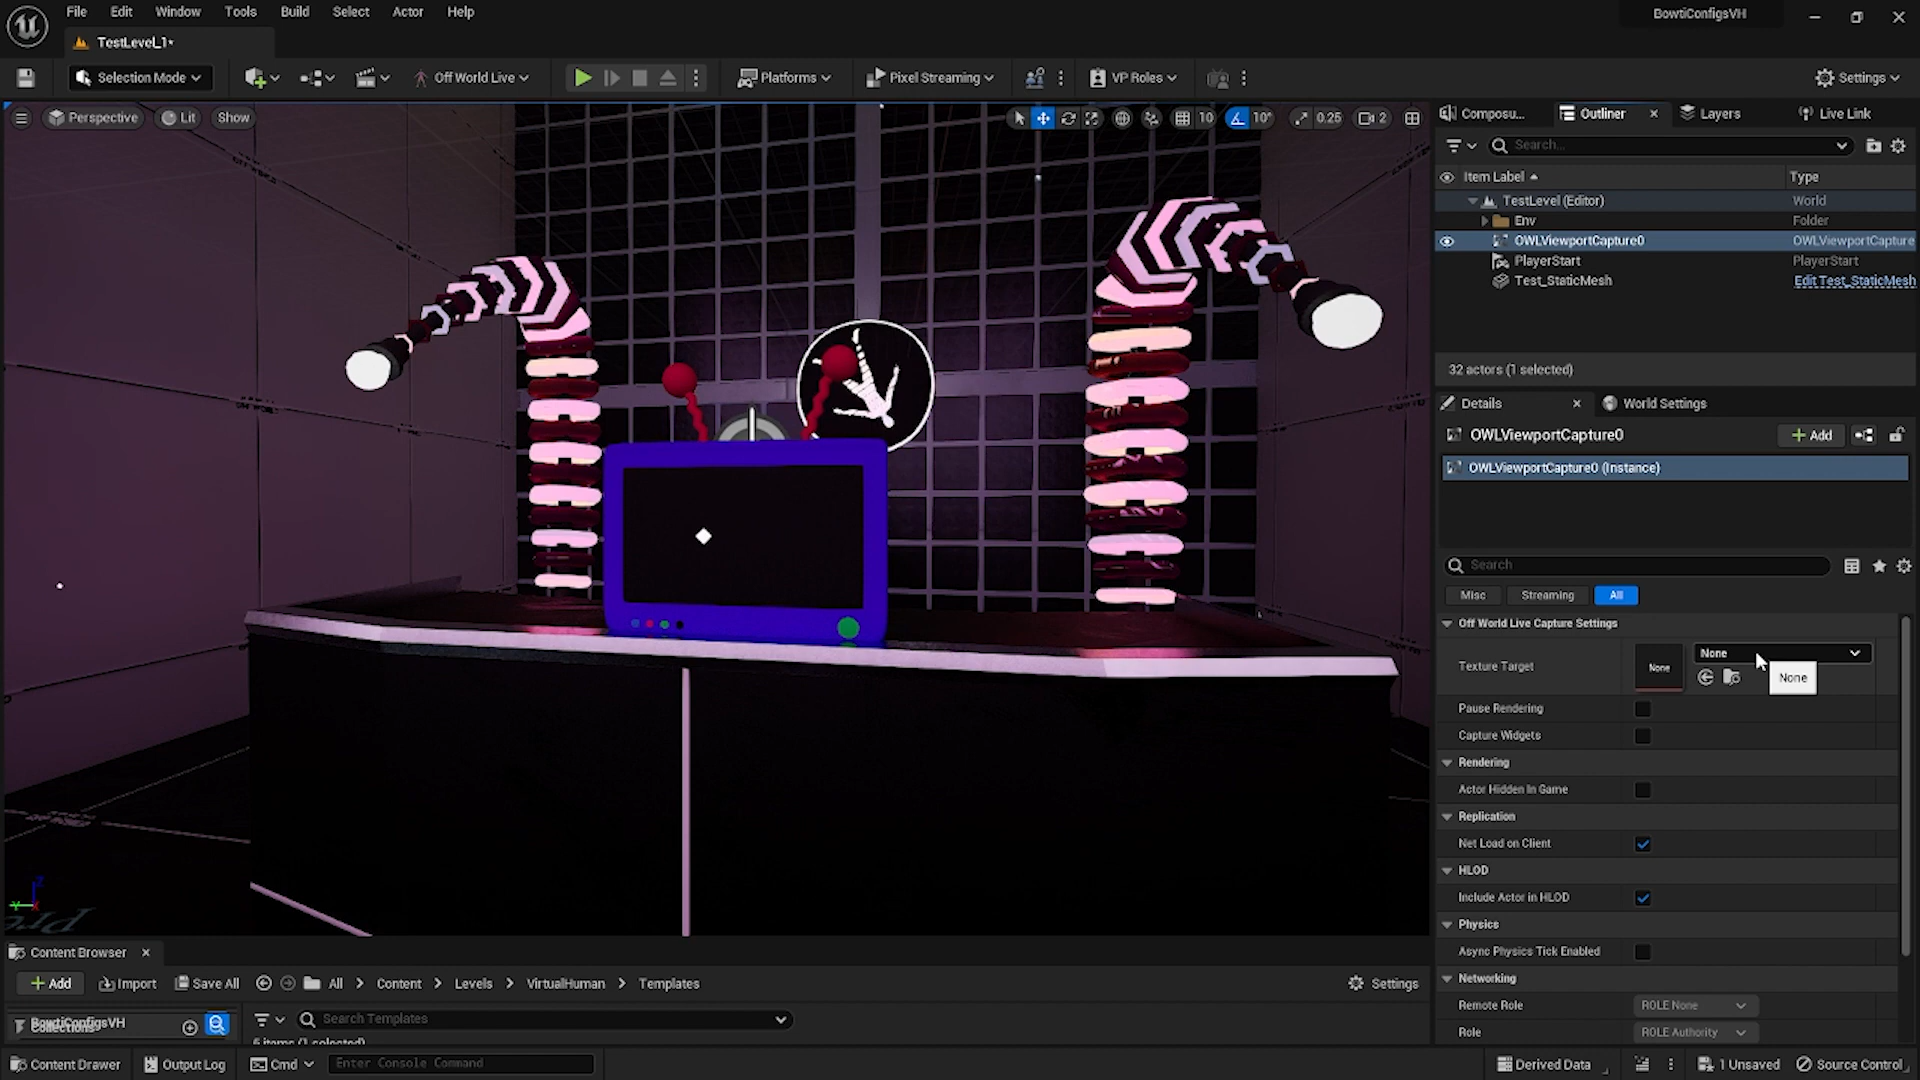 File Edit Window Tools Build Select Actor Help
BowtiConfigsVH
TestLevel_1*
Selection Mode
Off World Live
Platforms
Pixel Streaming
VP Roles
Settings
Perspective
Lit
Show
10
10°
0.25
2
Composu...
Outliner
Layers
Live Link
Search...
Item Label
Type
TestLevel (Editor)
World
Env
Folder
OWLViewportCapture0
OWLViewportCapture
PlayerStart
PlayerStart
Test_StaticMesh
Edit Test_StaticMesh
32 actors (1 selected)
Details
World Settings
OWLViewportCapture0
Add
OWLViewportCapture0 (Instance)
Search
Misc
Streaming
All
Off World Live Capture Settings
Texture Target
None
None
None
Pause Rendering
Capture Widgets
Rendering
Actor Hidden In Game
Replication
Net Load on Client
HLOD
Include Actor in HLOD
Physics
Async Physics Tick Enabled
Networking
Remote Role
ROLE None
Role
ROLE Authority
Content Browser
Add
Import
Save All
All
Content
Levels
VirtualHuman
Templates
Settings
BowtiConfigsVH
Collections
Search Templates
6 items (1 selected)
Content Drawer
Output Log
Cmd
Enter Console Command
Derived Data
1 Unsaved
Source Control